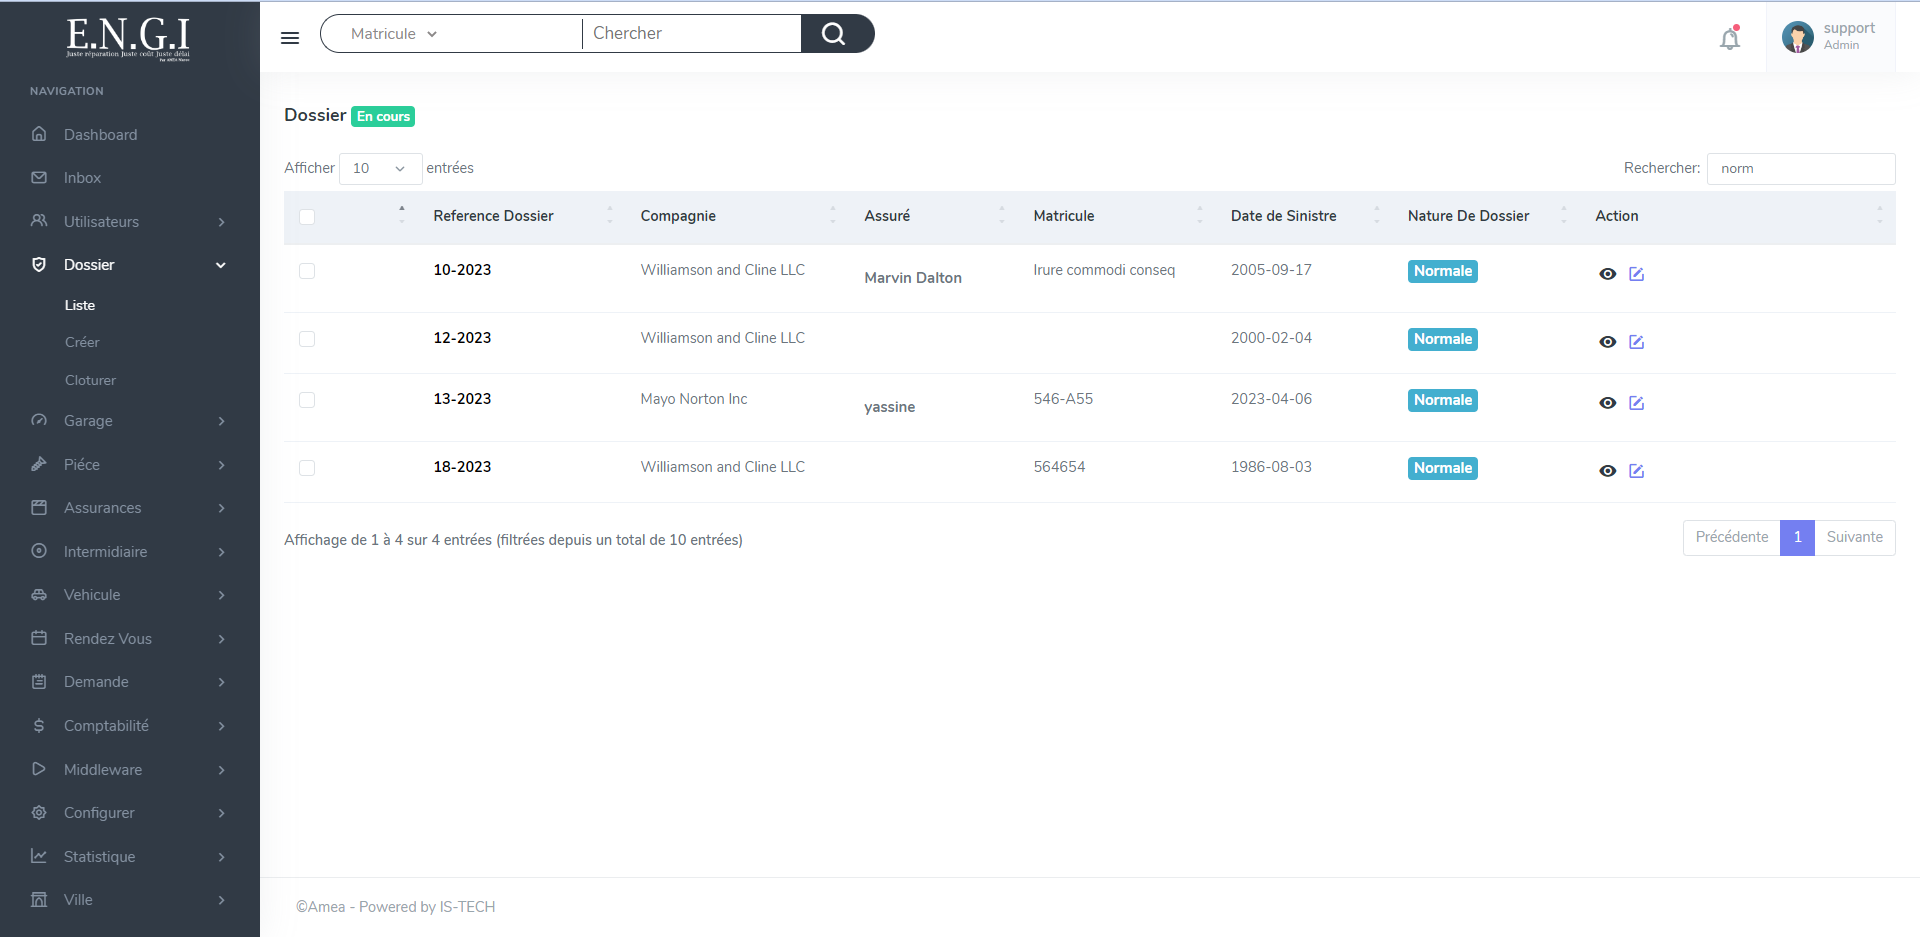 E.N.G.I
Juste réparation Juste coût Juste délai
Par AMEA Maroc
Matricule
Chercher
support
Admin
NAVIGATION
Dashboard
Inbox
Utilisateurs
Dossier
Liste
Créer
Cloturer
Garage
Piéce
Assurances
Intermidiaire
Vehicule
Rendez Vous
Demande
Comptabilité
Middleware
Configurer
Statistique
Ville
Dossier En cours
Afficher 10 entrées
Rechercher: norm
Reference Dossier Compagnie Assuré Matricule Date de Sinistre Nature De Dossier Action
10-2023 Williamson and Cline LLC Marvin Dalton Irure commodi conseq 2005-09-17 Normale
12-2023 Williamson and Cline LLC 2000-02-04 Normale
13-2023 Mayo Norton Inc yassine 546-A55 2023-04-06 Normale
18-2023 Williamson and Cline LLC 564654 1986-08-03 Normale
Affichage de 1 à 4 sur 4 entrées (filtrées depuis un total de 10 entrées)
Précédente 1 Suivante
©Amea - Powered by IS-TECH